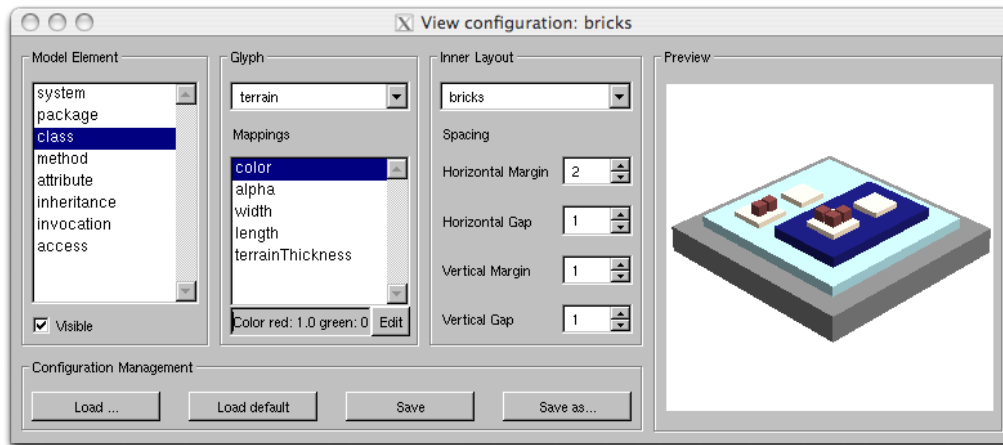 View configuration: bricks
Model Element
system
package
class
method
attribute
inheritance
invocation
access
Visible
Glyph
terrain
Mappings
color
alpha
width
length
terrainThickness
Color red: 1.0 green: 0 Edit
Inner Layout
bricks
Spacing
Horizontal Margin 2
Horizontal Gap 1
Vertical Margin 1
Vertical Gap 1
Preview
Configuration Management
Load ... Load default Save Save as...